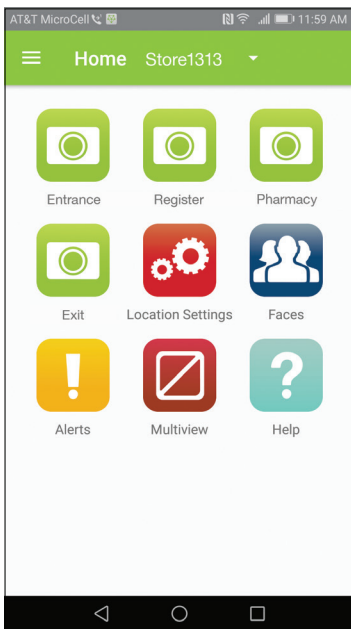 AT&T MicroCell 11:59 AM
Home Store1313
Entrance Register Pharmacy
Exit Location Settings Faces
Alerts Multiview Help